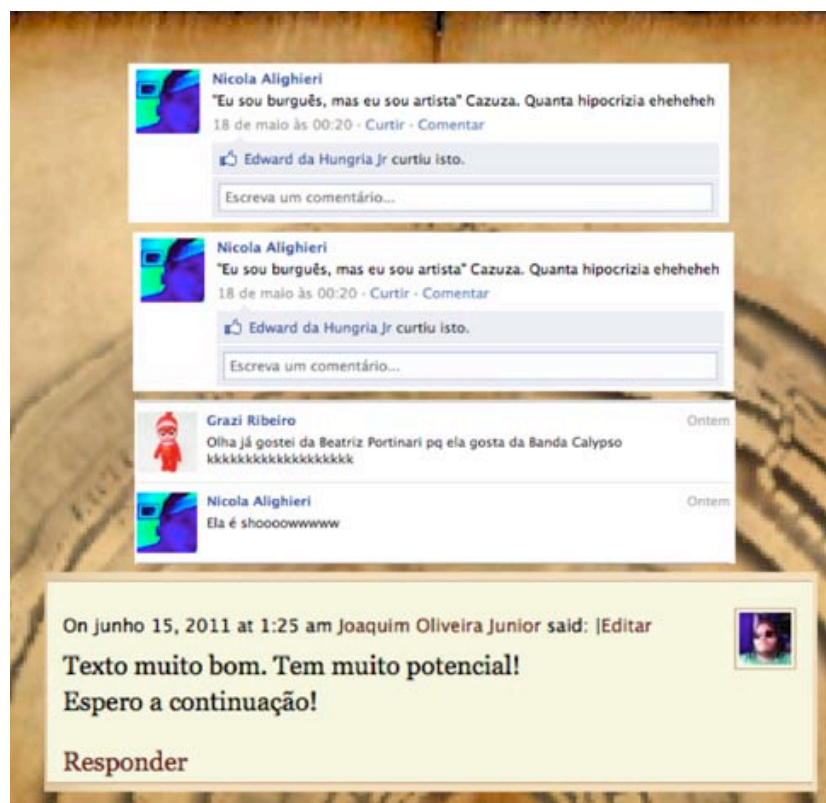 Nicola Alighieri
"Eu sou burguês, mas eu sou artista" Cazuza. Quanta hipocrizia eheheheh
18 de maio às 00:20 · Curtir · Comentar
Edward da Hungria Jr curtiu isto.
Escreva um comentário...
Nicola Alighieri
"Eu sou burguês, mas eu sou artista" Cazuza. Quanta hipocrizia eheheheh
18 de maio às 00:20 · Curtir · Comentar
Edward da Hungria Jr curtiu isto.
Escreva um comentário...
Grazi Ribeiro Ontem
Olha já gostei da Beatriz Portinari pq ela gosta da Banda Calypso
kkkkkkkkkkkkkkkkkkk
Nicola Alighieri Ontem
Ela é shoooowwwww
On junho 15, 2011 at 1:25 am Joaquim Oliveira Junior said: |Editar
Texto muito bom. Tem muito potencial!
Espero a continuação!
Responder